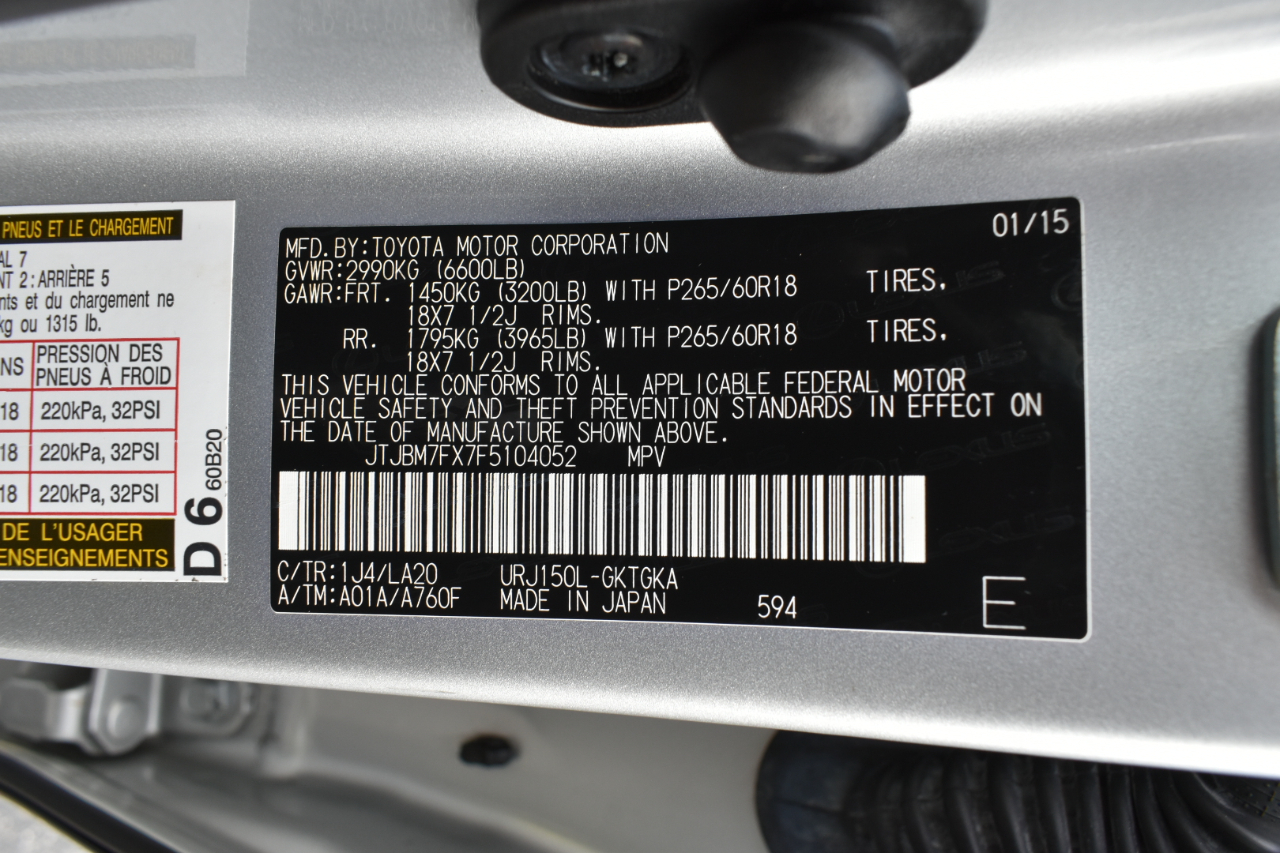 PNEUS ET LE CHARGEMENT
AL 7
NT 2: ARRIÈRE 5
nts et du chargement ne
kg ou 1315 lb.
NS PRESSION DES
PNEUS À FROID
18 220kPa, 32PSI
18 220kPa, 32PSI
18 220kPa, 32PSI
DE L'USAGER
ENSEIGNEMENTS
D 6 60B20
01/15
MFD.BY:TOYOTA MOTOR CORPORATION
GVWR:2990KG (6600LB)
GAWR:FRT. 1450KG (3200LB) WITH P265/60R18 TIRES,
18X7 1/2J RIMS.
RR. 1795KG (3965LB) WITH P265/60R18 TIRES,
18X7 1/2J RIMS.
THIS VEHICLE CONFORMS TO ALL APPLICABLE FEDERAL MOTOR
VEHICLE SAFETY AND THEFT PREVENTION STANDARDS IN EFFECT ON
THE DATE OF MANUFACTURE SHOWN ABOVE.
JTJBM7FX7F5104052 MPV
C/TR:1J4/LA20 URJ150L-GKTGKA
A/TM:A01A/A760F MADE IN JAPAN 594
E